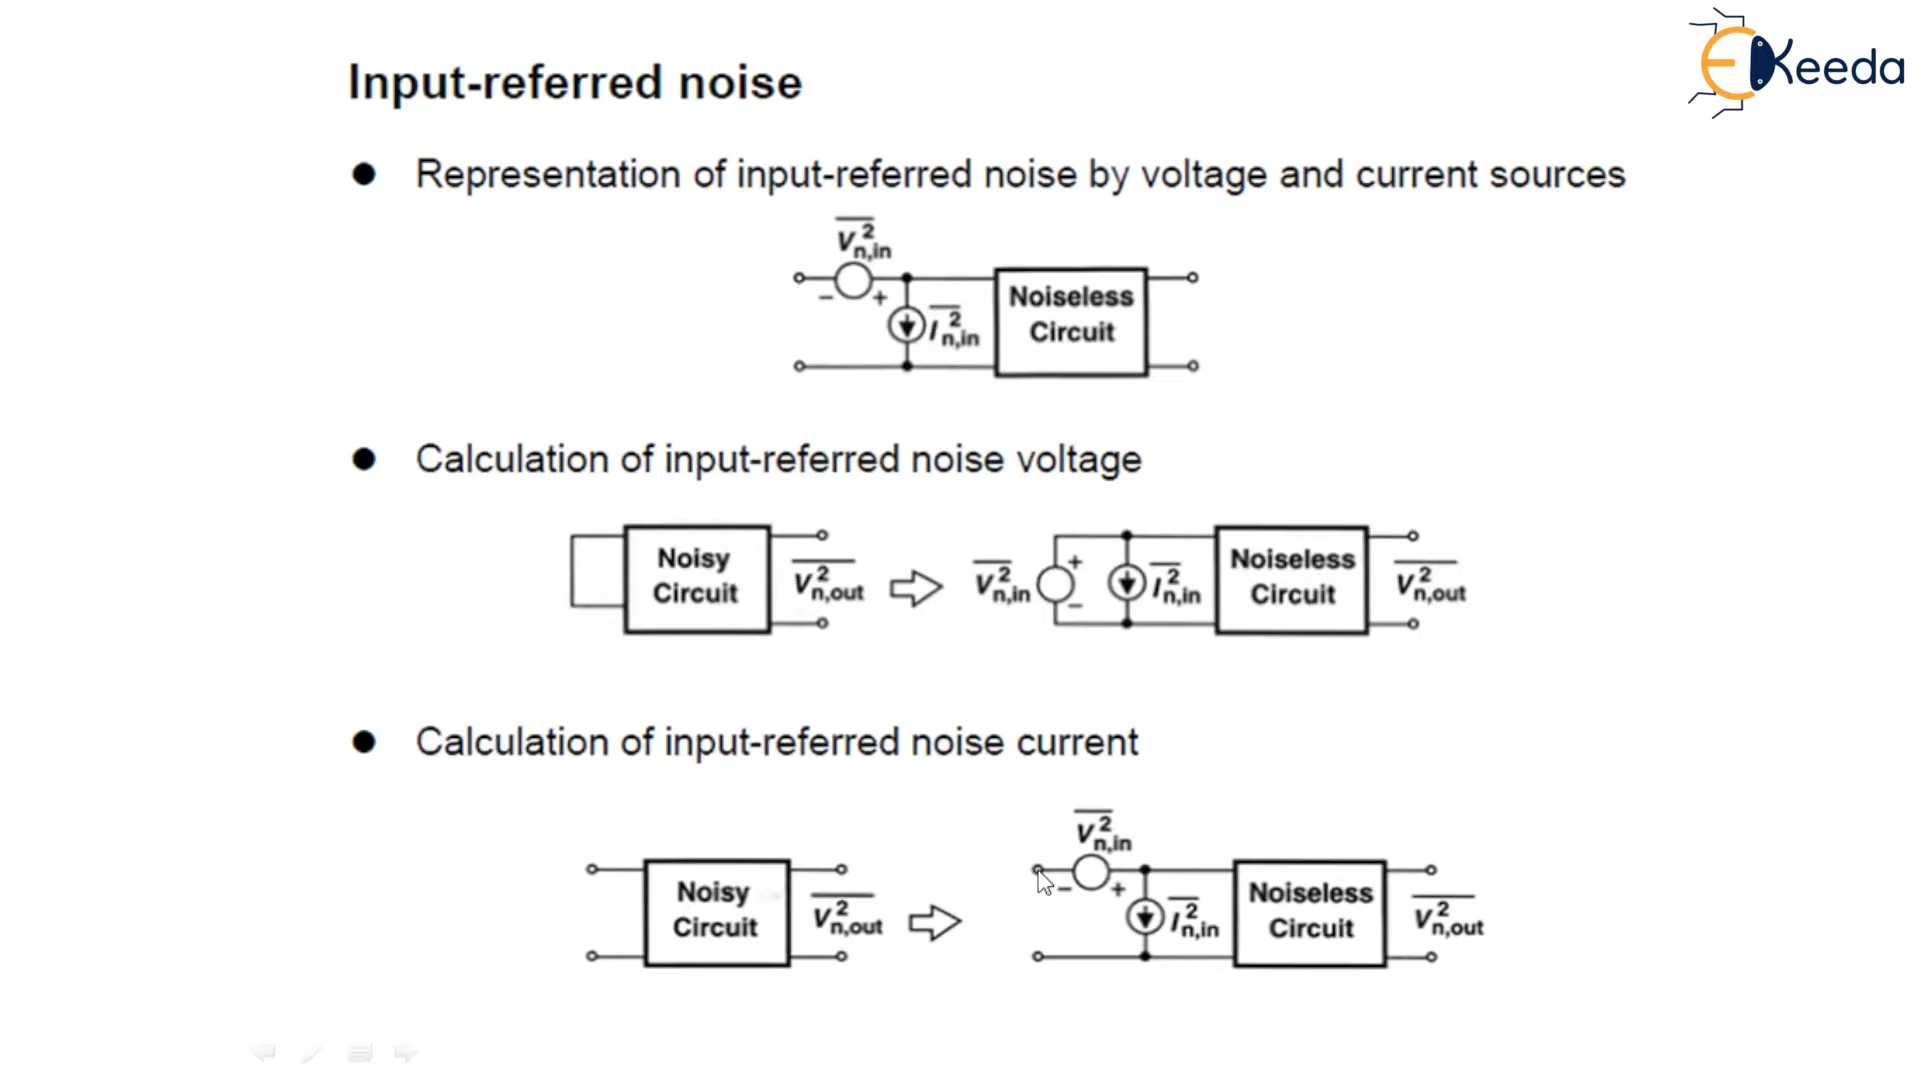 EKeeda
Input-referred noise
● Representation of input-referred noise by voltage and current sources
V²n,in
− +
I²n,in
Noiseless
Circuit
● Calculation of input-referred noise voltage
Noisy
Circuit
V²n,out
V²n,in
+
−
I²n,in
Noiseless
Circuit
V²n,out
● Calculation of input-referred noise current
Noisy
Circuit
V²n,out
V²n,in
− +
I²n,in
Noiseless
Circuit
V²n,out